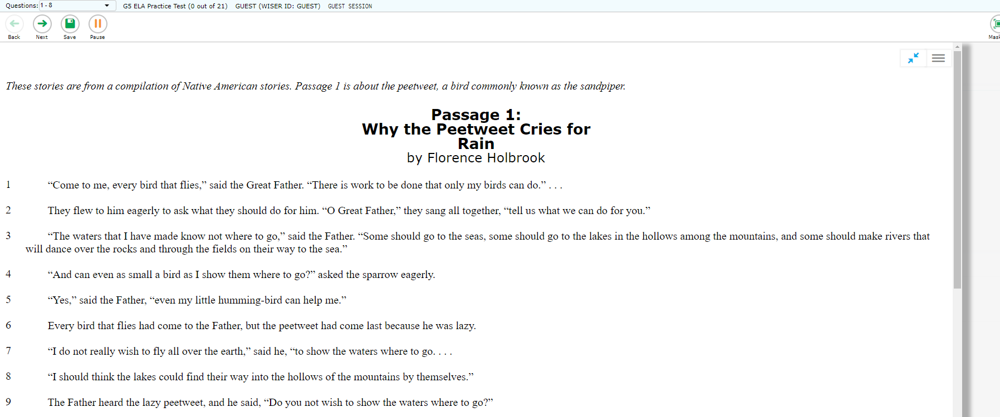 Questions: 1 - 8 G5 ELA Practice Test (0 out of 21) GUEST (WISER ID: GUEST) GUEST SESSION
Back Next Save Pause
These stories are from a compilation of Native American stories. Passage 1 is about the peetweet, a bird commonly known as the sandpiper.
Passage 1:
Why the Peetweet Cries for
Rain
by Florence Holbrook
1 “Come to me, every bird that flies,” said the Great Father. “There is work to be done that only my birds can do.” . . .
2 They flew to him eagerly to ask what they should do for him. “O Great Father,” they sang all together, “tell us what we can do for you.”
3 “The waters that I have made know not where to go,” said the Father. “Some should go to the seas, some should go to the lakes in the hollows among the mountains, and some should make rivers that
will dance over the rocks and through the fields on their way to the sea.”
4 “And can even as small a bird as I show them where to go?” asked the sparrow eagerly.
5 “Yes,” said the Father, “even my little humming-bird can help me.”
6 Every bird that flies had come to the Father, but the peetweet had come last because he was lazy.
7 “I do not really wish to fly all over the earth,” said he, “to show the waters where to go. . . .
8 “I should think the lakes could find their way into the hollows of the mountains by themselves.”
9 The Father heard the lazy peetweet, and he said, “Do you not wish to show the waters where to go?”